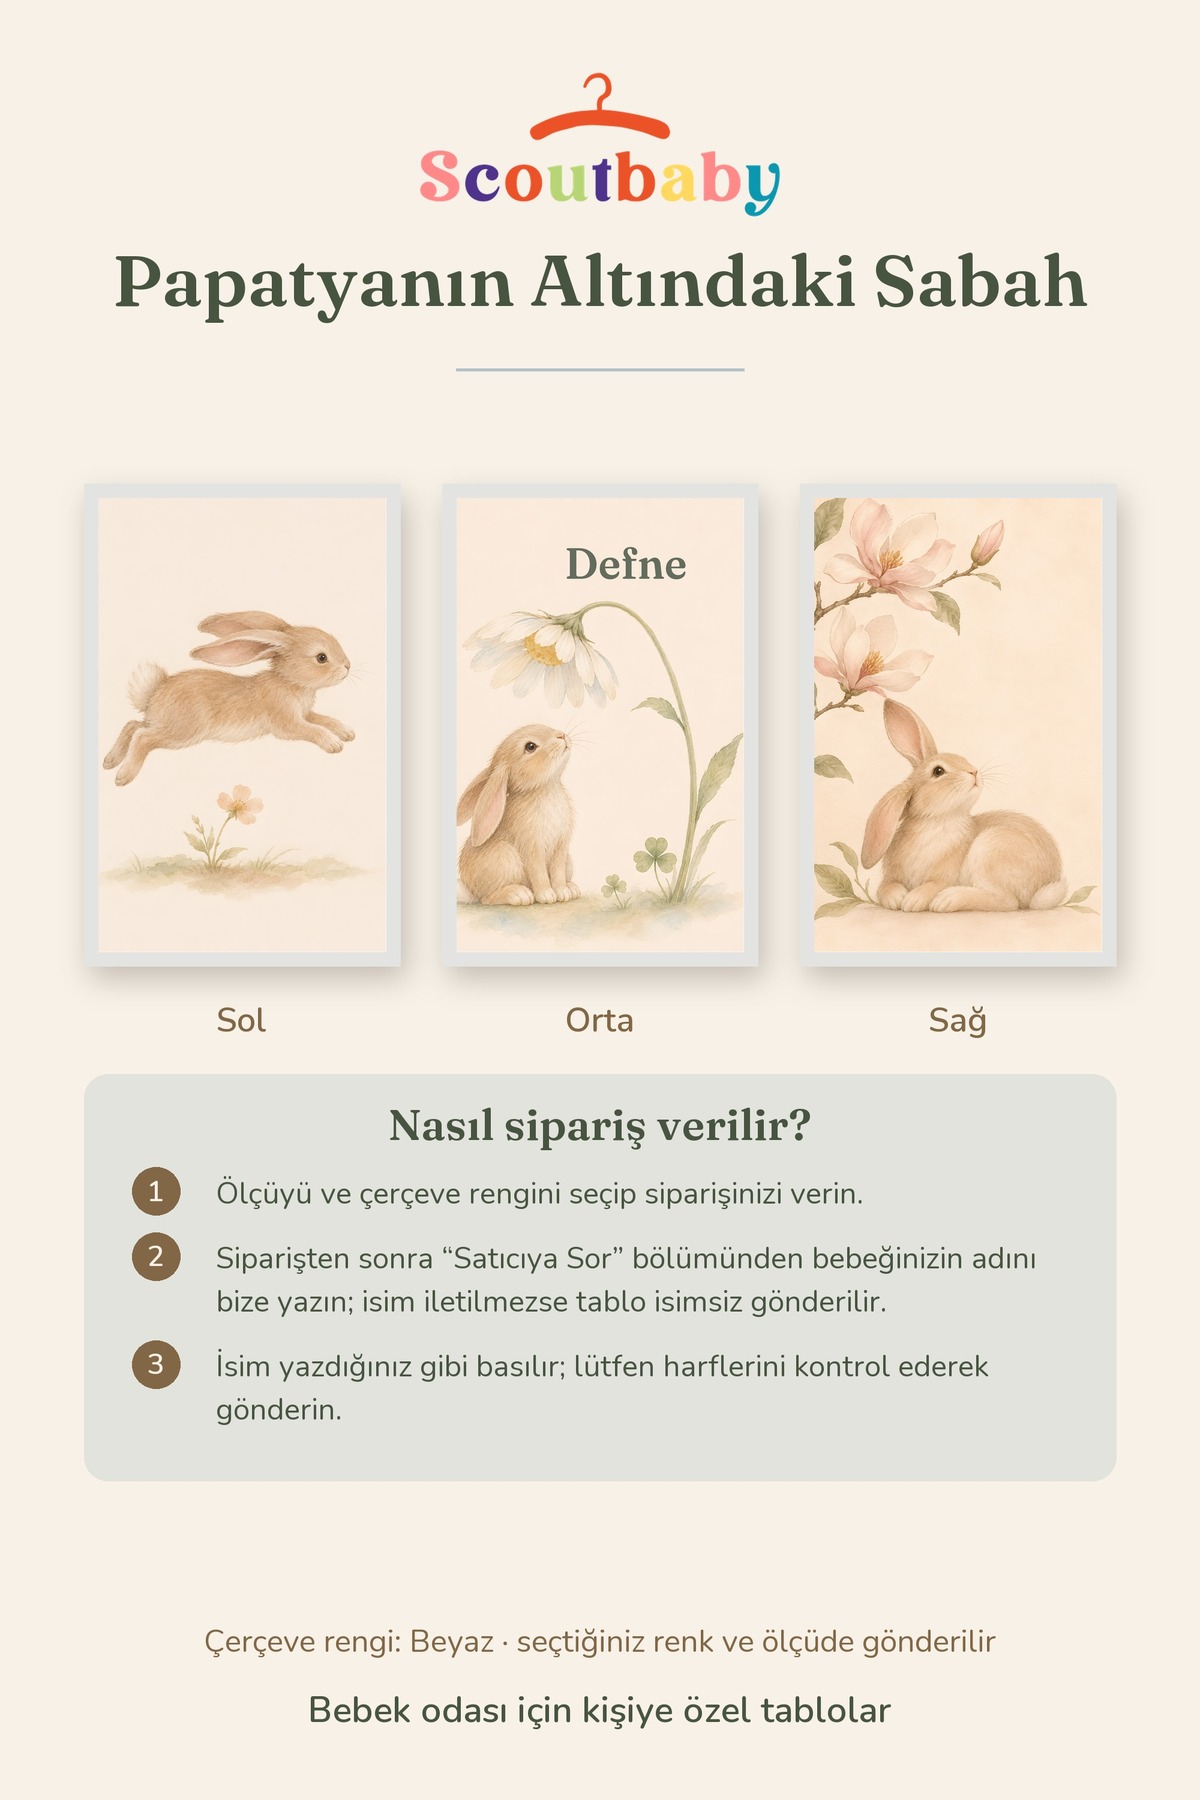 Scoutbaby
Papatyanın Altındaki Sabah
Defne
Sol
Orta
Sağ
Nasıl sipariş verilir?
1
Ölçüyü ve çerçeve rengini seçip siparişinizi verin.
2
Siparişten sonra “Satıcıya Sor” bölümünden bebeğinizin adını
bize yazın; isim iletilmezse tablo isimsiz gönderilir.
3
İsim yazdığınız gibi basılır; lütfen harflerini kontrol ederek
gönderin.
Çerçeve rengi: Beyaz · seçtiğiniz renk ve ölçüde gönderilir
Bebek odası için kişiye özel tablolar